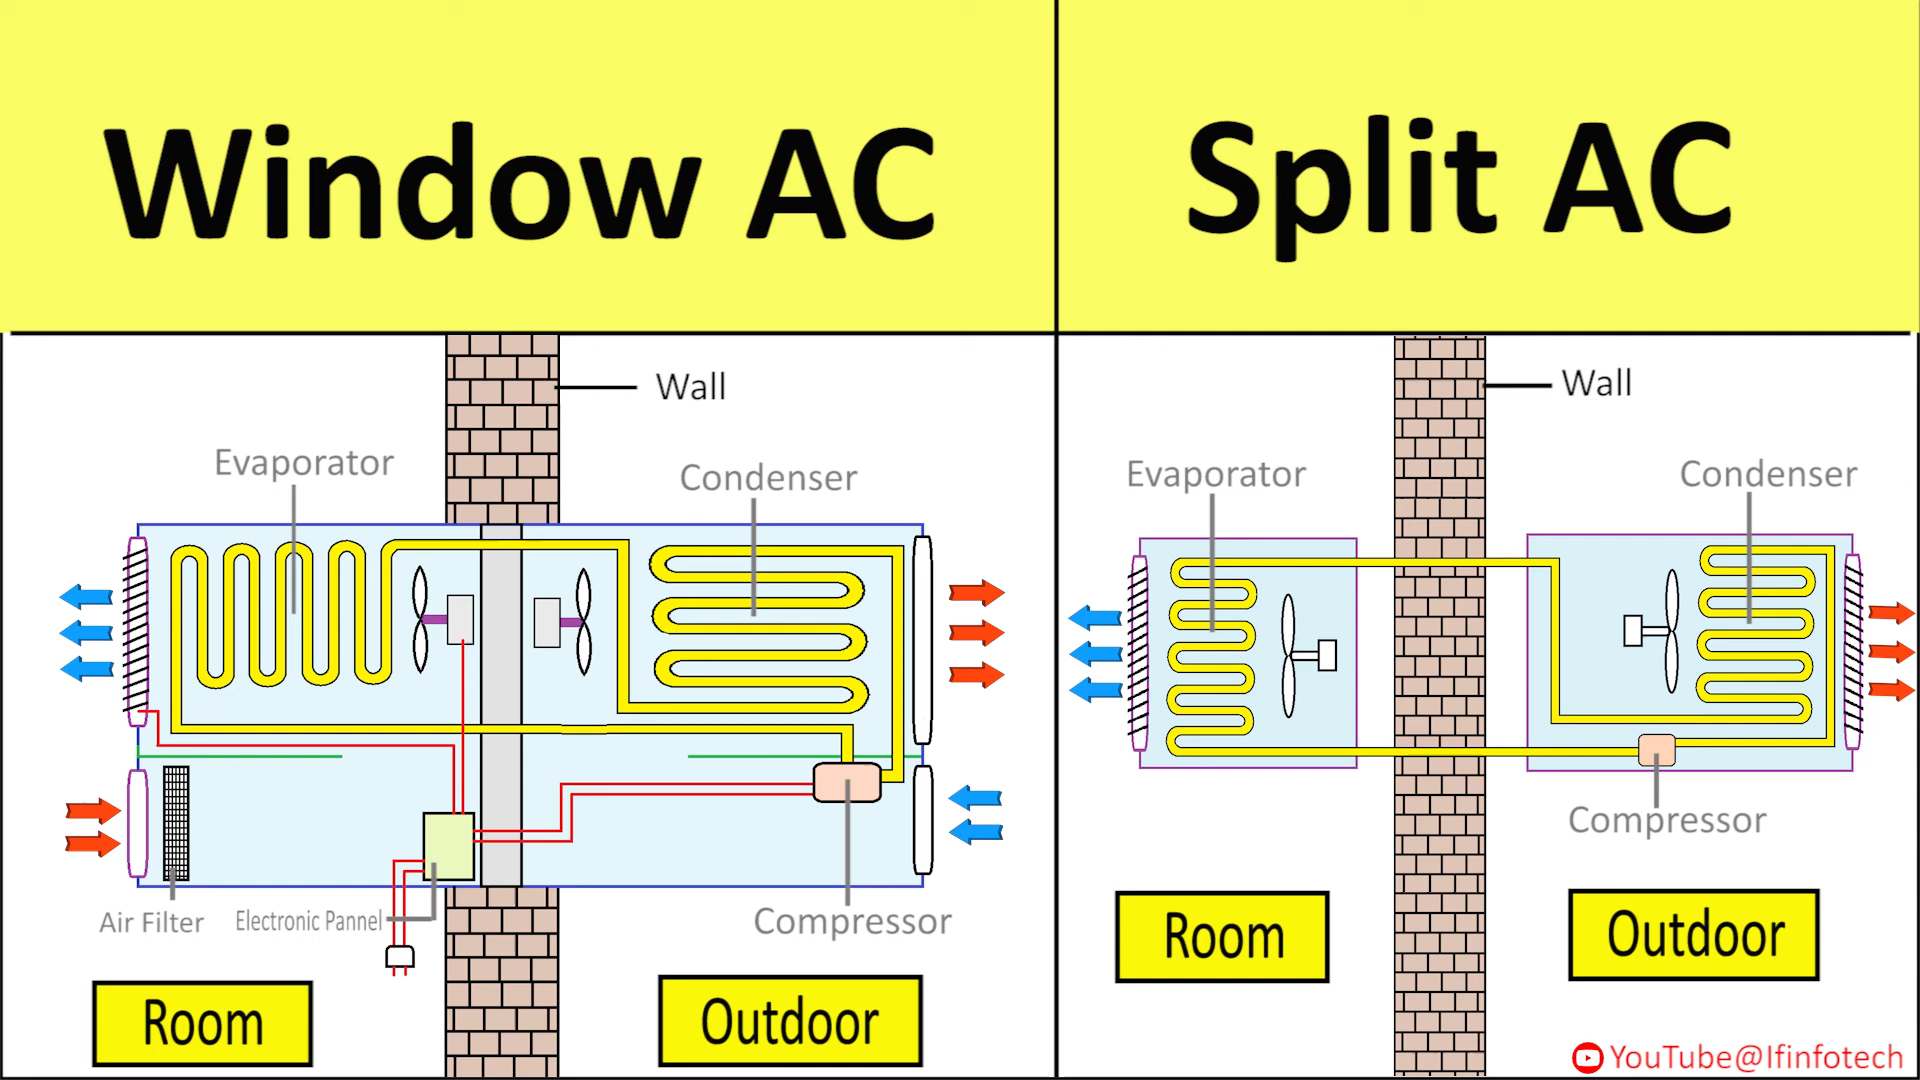 Window AC
Split AC
Wall
Evaporator
Condenser
Air Filter
Electronic Pannel
Compressor
Room
Outdoor
Wall
Evaporator
Condenser
Compressor
Room
Outdoor
YouTube@Ifinfotech